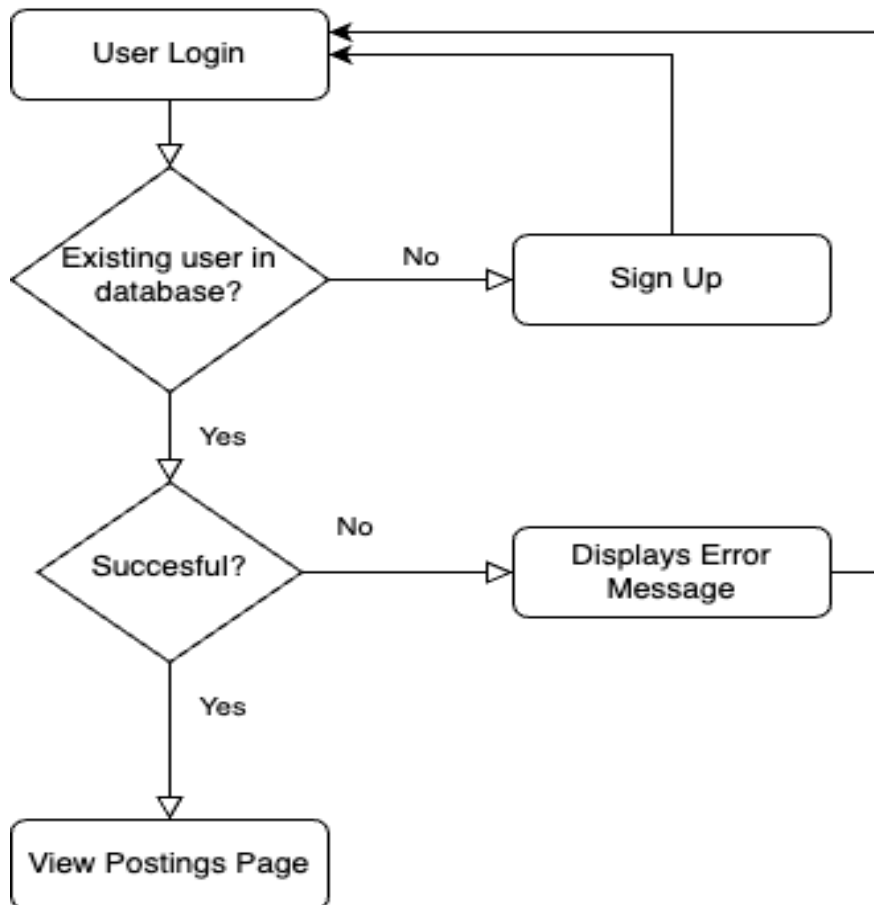 User Login
Existing user in
database?
No
Sign Up
Yes
Succesful?
No
Displays Error
Message
Yes
View Postings Page